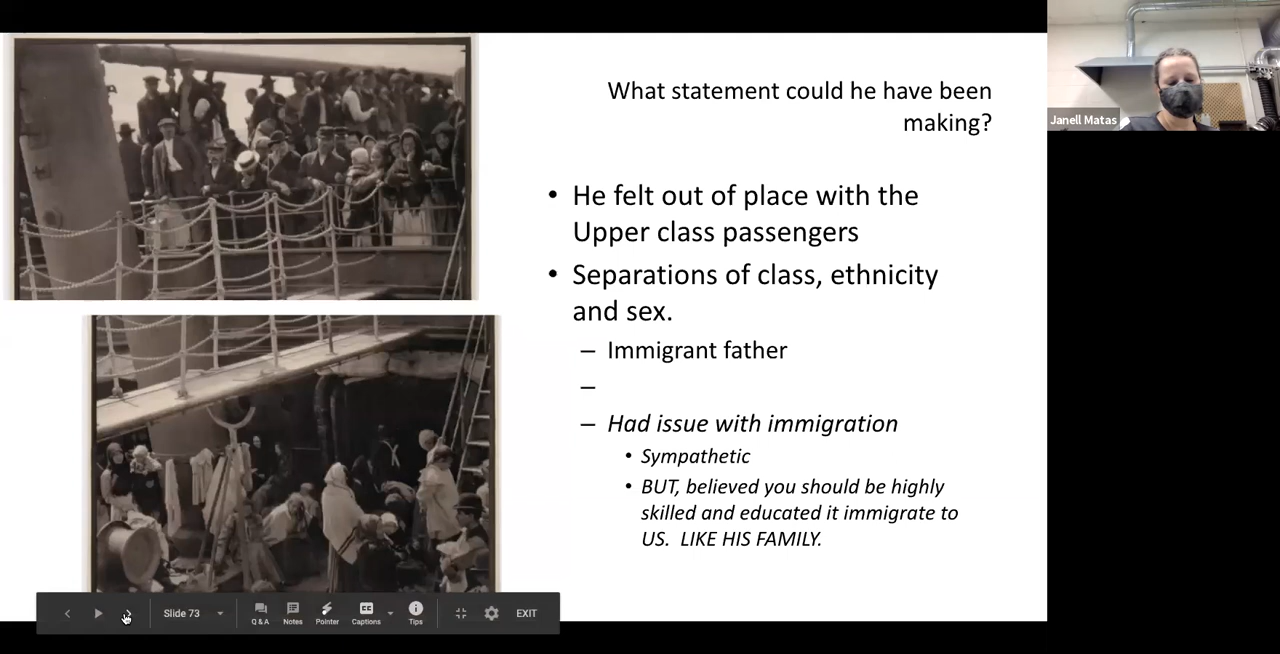 What statement could he have been
making?
• He felt out of place with the
Upper class passengers
• Separations of class, ethnicity
and sex.
– Immigrant father
–
– Had issue with immigration
• Sympathetic
• BUT, believed you should be highly
skilled and educated it immigrate to
US. LIKE HIS FAMILY.
Janell Matas
Slide 73
Q & A
Notes
Pointer
Captions
Tips
EXIT